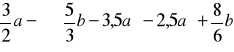 3/2 a − 5/3 b − 3,5a − 2,5a + 8/6 b